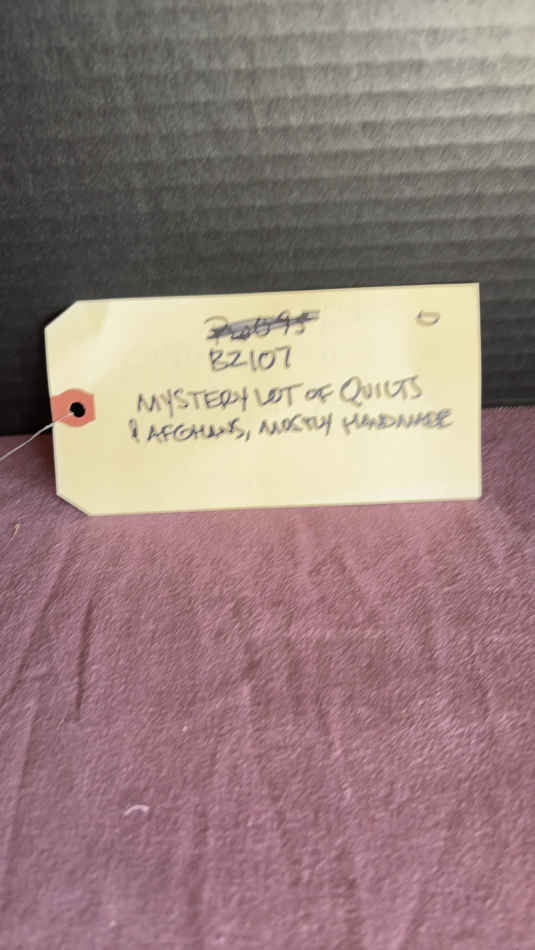 BZ107
MYSTERY LOT OF QUILTS
& AFGHANS, MOSTLY HANDMADE